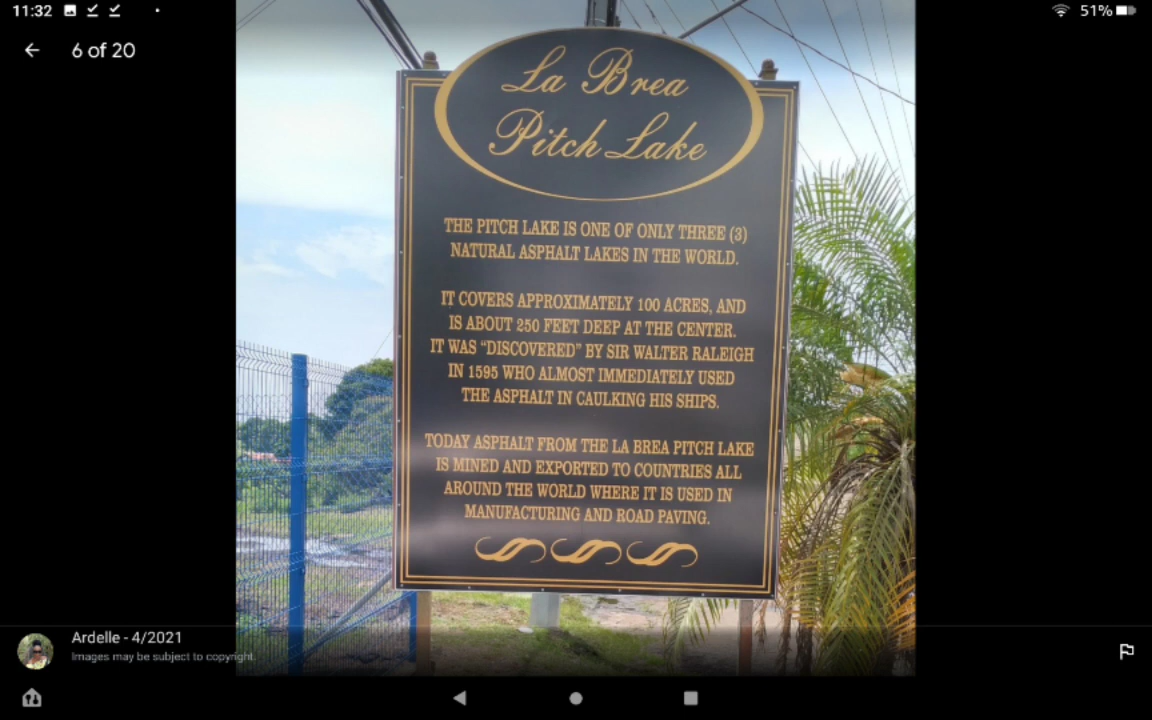 11:32
51%
6 of 20
La Brea
Pitch Lake
THE PITCH LAKE IS ONE OF ONLY THREE (3)
NATURAL ASPHALT LAKES IN THE WORLD.
IT COVERS APPROXIMATELY 100 ACRES, AND
IS ABOUT 250 FEET DEEP AT THE CENTER.
IT WAS “DISCOVERED” BY SIR WALTER RALEIGH
IN 1595 WHO ALMOST IMMEDIATELY USED
THE ASPHALT IN CAULKING HIS SHIPS.
TODAY ASPHALT FROM THE LA BREA PITCH LAKE
IS MINED AND EXPORTED TO COUNTRIES ALL
AROUND THE WORLD WHERE IT IS USED IN
MANUFACTURING AND ROAD PAVING.
Ardelle - 4/2021
Images may be subject to copyright.